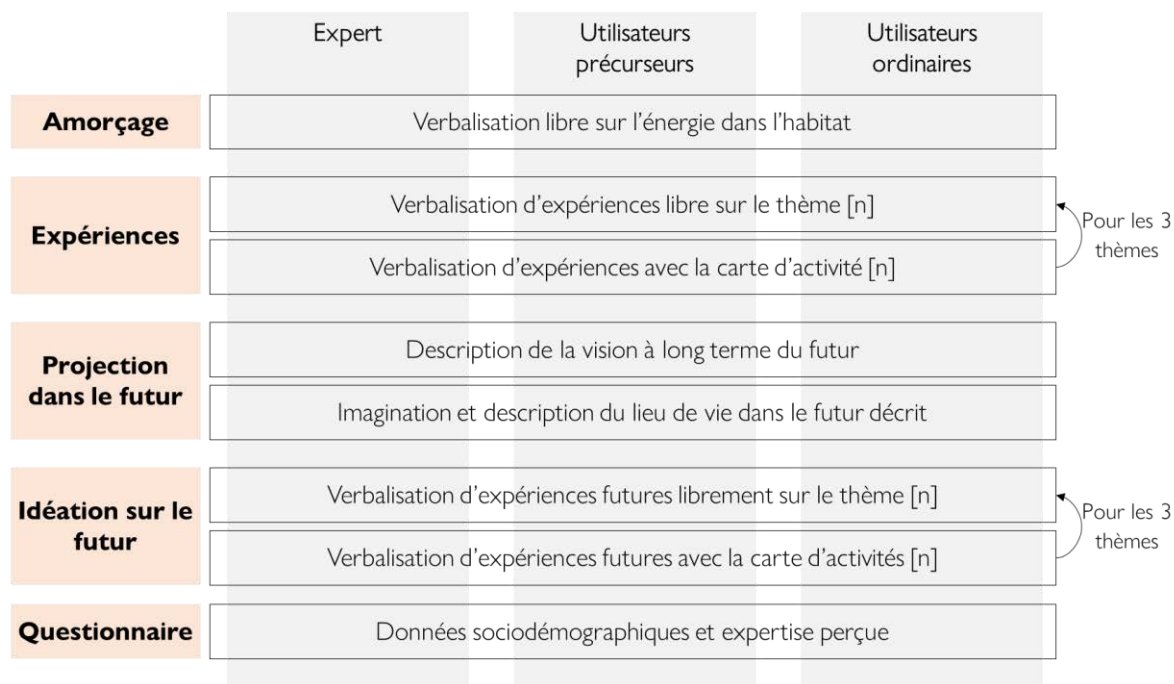 Expert
Utilisateurs
précurseurs
Utilisateurs
ordinaires
Amorçage
Verbalisation libre sur l'énergie dans l'habitat
Expériences
Verbalisation d'expériences libre sur le thème [n]
Verbalisation d'expériences avec la carte d'activité [n]
Pour les 3
thèmes
Projection
dans le futur
Description de la vision à long terme du futur
Imagination et description du lieu de vie dans le futur décrit
Idéation sur le
futur
Verbalisation d'expériences futures librement sur le thème [n]
Verbalisation d'expériences futures avec la carte d'activités [n]
Pour les 3
thèmes
Questionnaire
Données sociodémographiques et expertise perçue